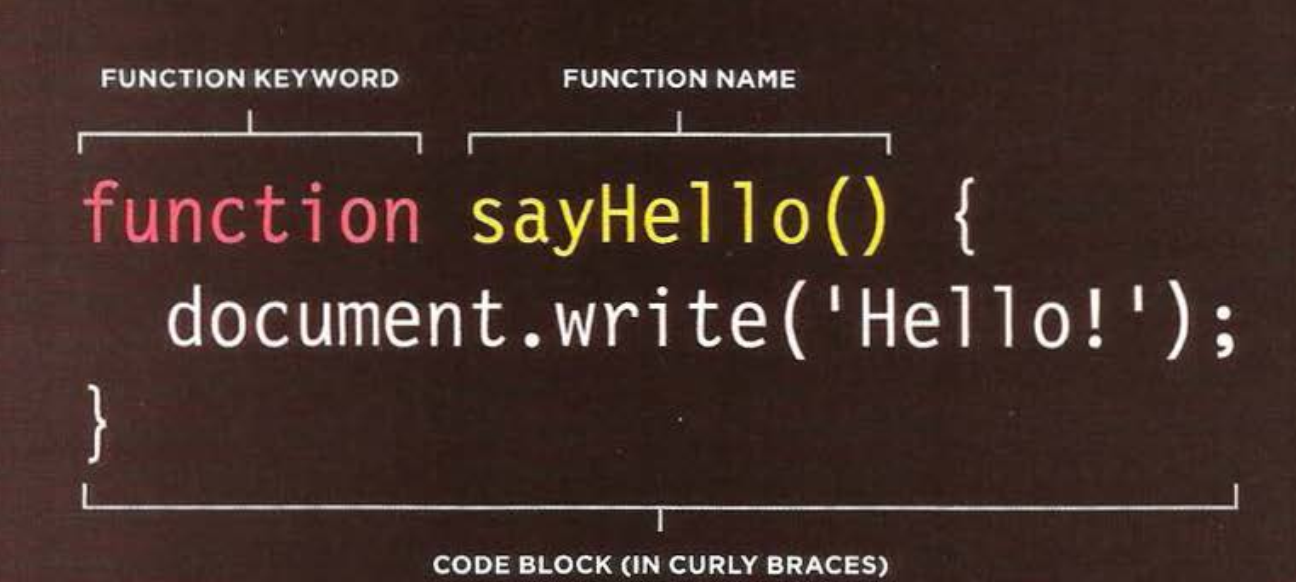 FUNCTION KEYWORD FUNCTION NAME
function sayHello() {
document.write('Hello!');
}
CODE BLOCK (IN CURLY BRACES)